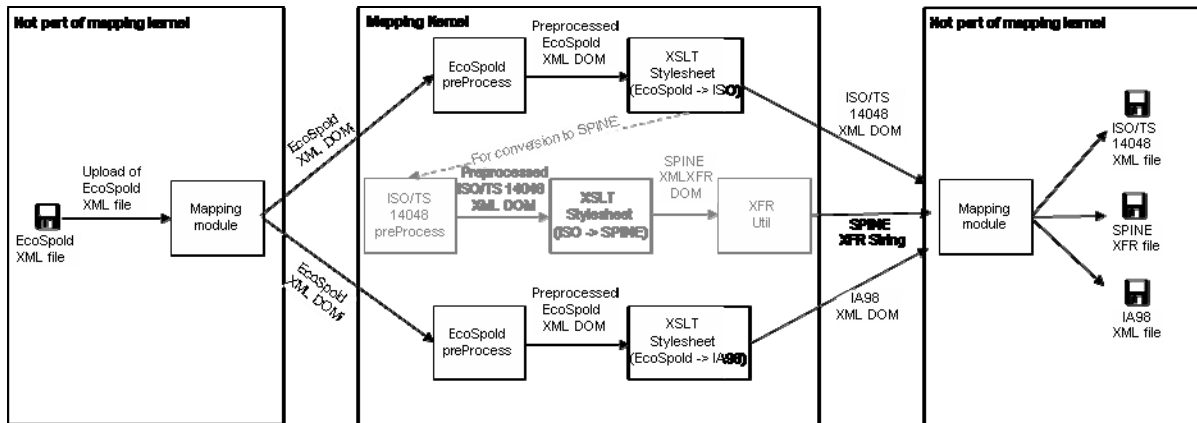 Not part of mapping kernel
Mapping Kernel
Not part of mapping kernel
Upload of
EcoSpold
XML file
EcoSpold
XML file
Mapping
module
EcoSpold
XML DOM
EcoSpold
XML DOM
EcoSpold
preProcess
Preprocessed
EcoSpold
XML DOM
XSLT
Stylesheet
(EcoSpold -> ISO)
For conversion to SPINE
ISO/TS
14048
preProcess
Preprocessed
ISO/TS 14048
XML DOM
XSLT
Stylesheet
(ISO -> SPINE)
SPINE
XMLXFR
DOM
XFR
Util
EcoSpold
preProcess
Preprocessed
EcoSpold
XML DOM
XSLT
Stylesheet
(EcoSpold -> IA98)
ISO/TS
14048
XML DOM
SPINE
XFR String
IA98
XML DOM
Mapping
module
ISO/TS
14048
XML file
SPINE
XFR file
IA98
XML file